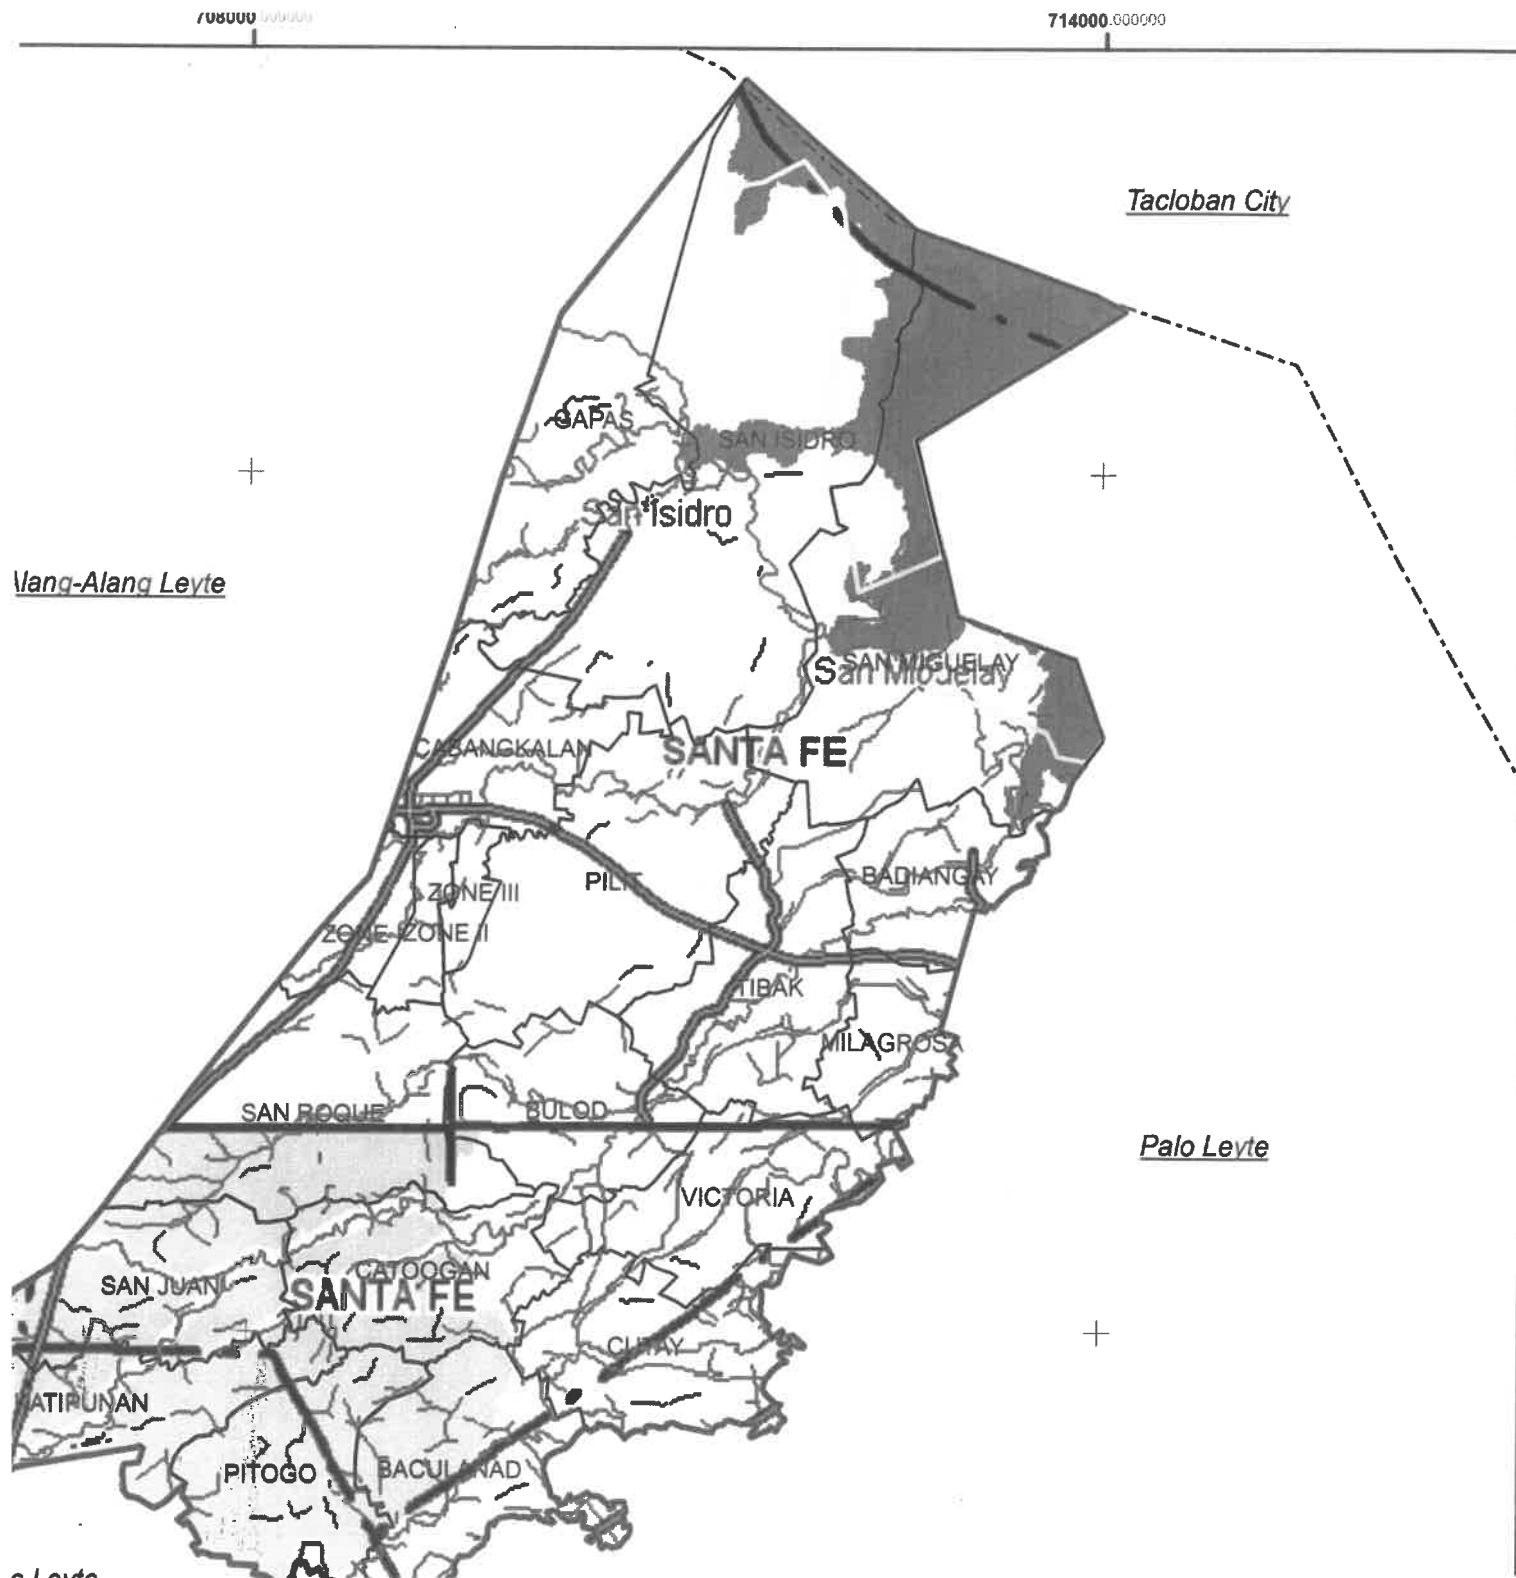 708000.000000
714000.000000
Tacloban City
GAPAS
SAN ISIDRO
San Isidro
Alang-Alang Leyte
SAN MIGUELAY
San Miguelay
CABANGKALAN
SANTA FE
ZONE III
PILIT
BADIANGAY
ZONE I
ZONE II
TIBAK
MILAGROSA
SAN ROQUE
BULOD
Palo Leyte
VICTORIA
CATOOGAN
SAN JUAN
SANTA FE
CUTAY
KATIPUNAN
PITOGO
BACULANAD
Leyte